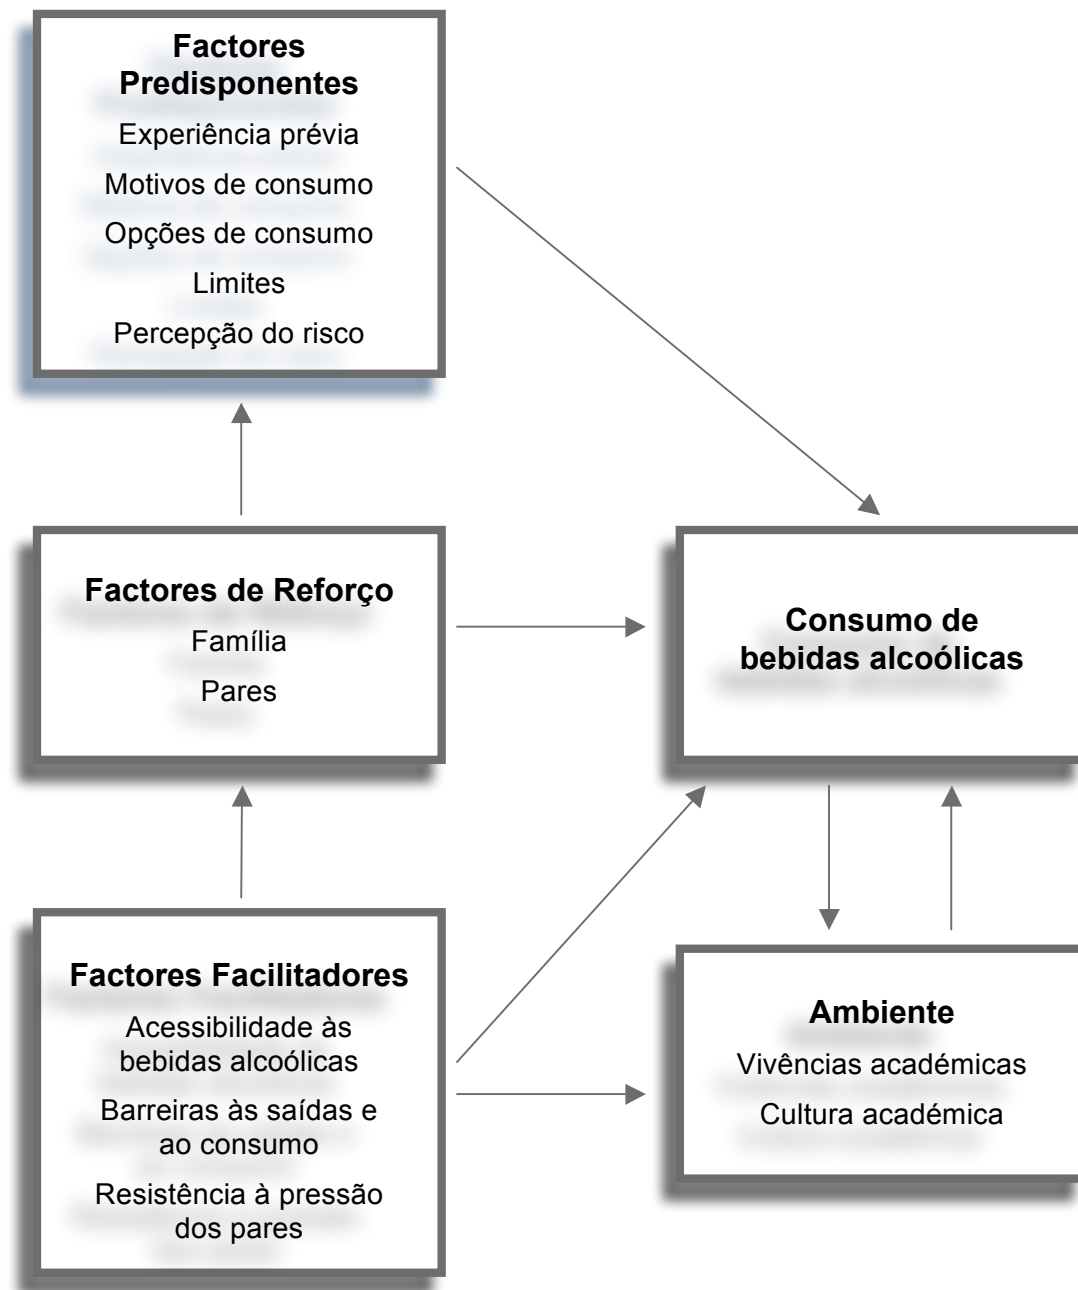 Factores
Predisponentes
Experiência prévia
Motivos de consumo
Opções de consumo
Limites
Percepção do risco
Factores de Reforço
Família
Pares
Consumo de
bebidas alcoólicas
Factores Facilitadores
Acessibilidade às
bebidas alcoólicas
Barreiras às saídas e
ao consumo
Resistência à pressão
dos pares
Ambiente
Vivências académicas
Cultura académica